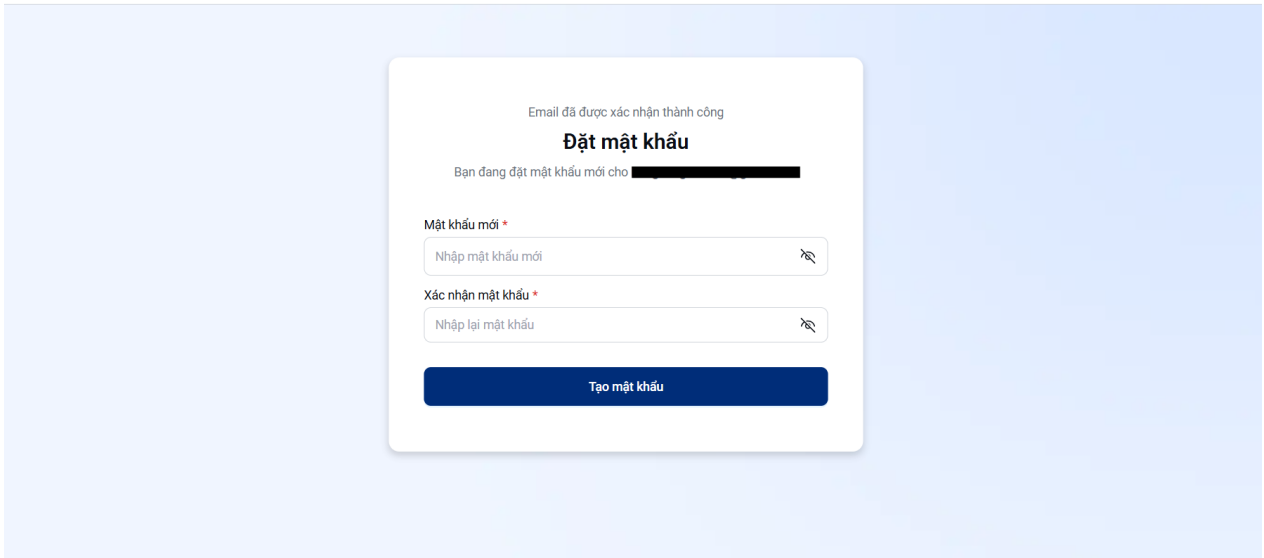 Email đã được xác nhận thành công
Đặt mật khẩu
Bạn đang đặt mật khẩu mới cho
Mật khẩu mới *
Nhập mật khẩu mới
Xác nhận mật khẩu *
Nhập lại mật khẩu
Tạo mật khẩu